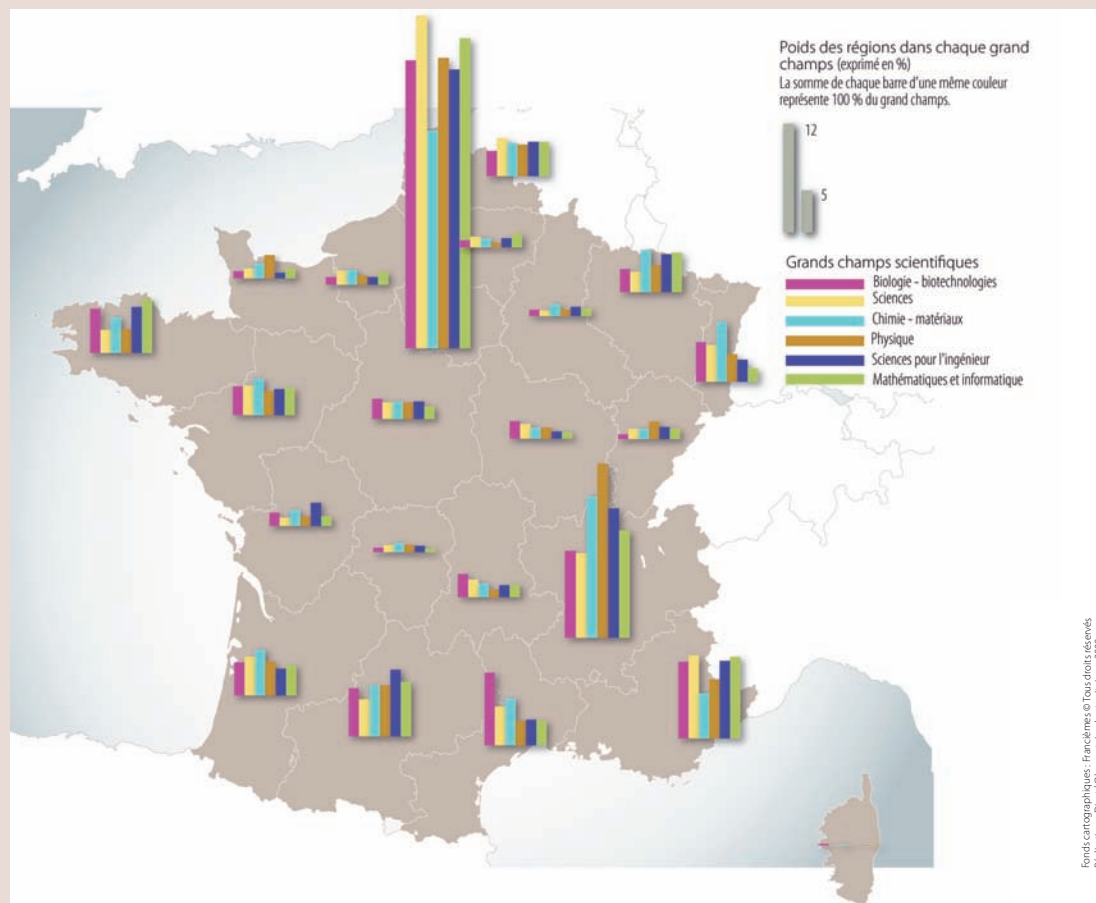 Poids des régions dans chaque grand
champs (exprimé en %)
La somme de chaque barre d'une même couleur
représente 100 % du grand champs.
12
5
Grands champs scientifiques
Biologie - biotechnologies
Sciences
Chimie - matériaux
Physique
Sciences pour l'ingénieur
Mathématiques et informatique
Fonds cartographiques : Francièmes © Tous droits réservés